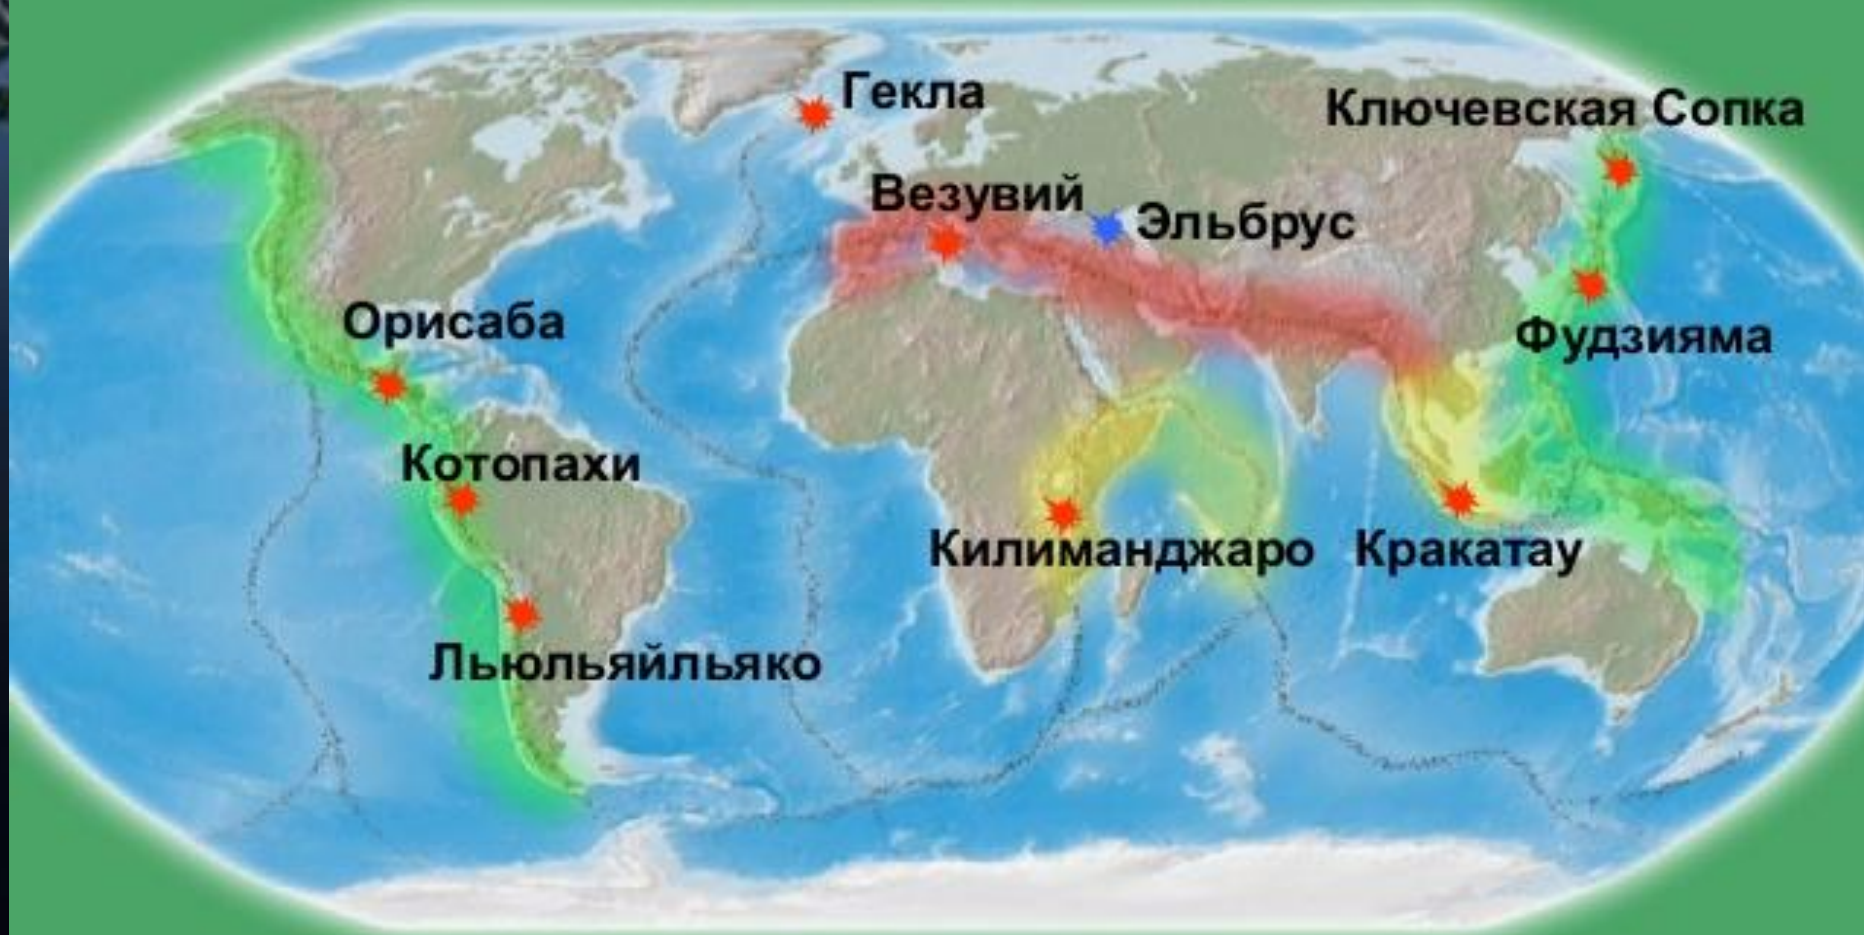 Гекла
Ключевская Сопка
Везувий
Эльбрус
Орисаба
Фудзияма
Котопахи
Килиманджаро
Кракатау
Льюльяйльяко